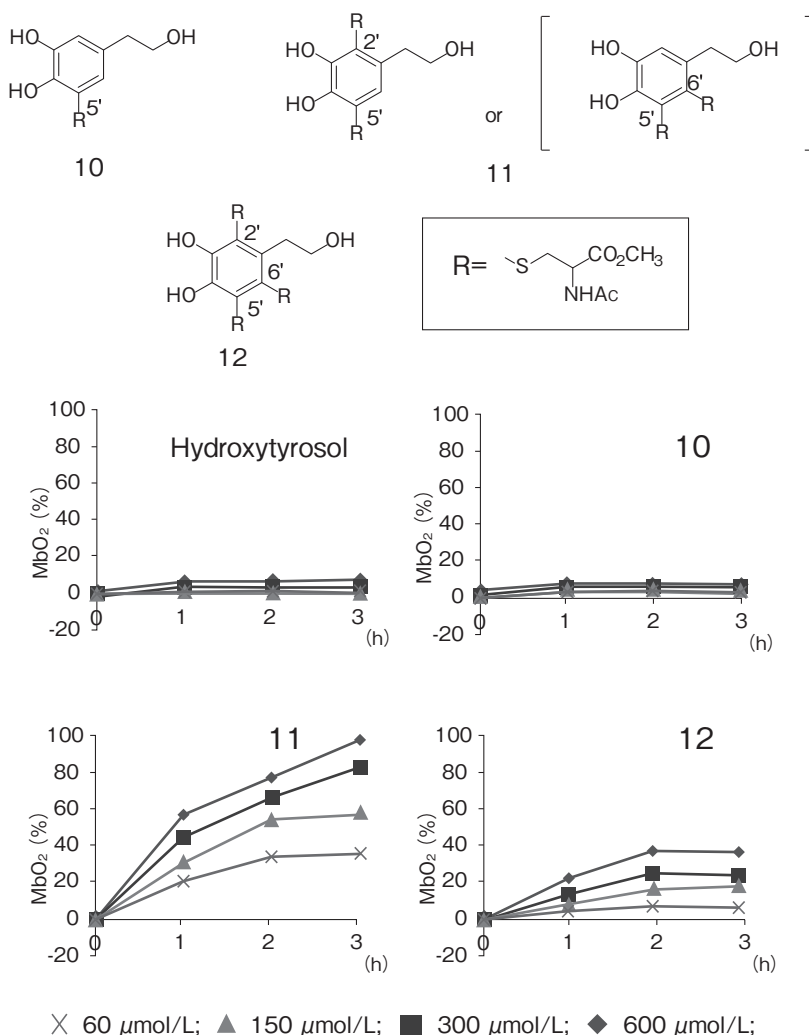 HO OH
HO
R 5'
10
R
HO 2' OH
HO 5'
R
or
HO OH
HO 6'
5' R
R
11
R
HO 2' OH
HO 6'
5' R
R
12
R= S CO2CH3
NHAc
Hydroxytyrosol
MbO2 (%)
100
80
60
40
20
0
-20
0 1 2 3
(h)
10
MbO2 (%)
100
80
60
40
20
0
-20
0 1 2 3
(h)
11
MbO2 (%)
100
80
60
40
20
0
-20
0 1 2 3
(h)
12
MbO2 (%)
100
80
60
40
20
0
-20
0 1 2 3
(h)
60 µmol/L; 150 µmol/L; 300 µmol/L; 600 µmol/L;